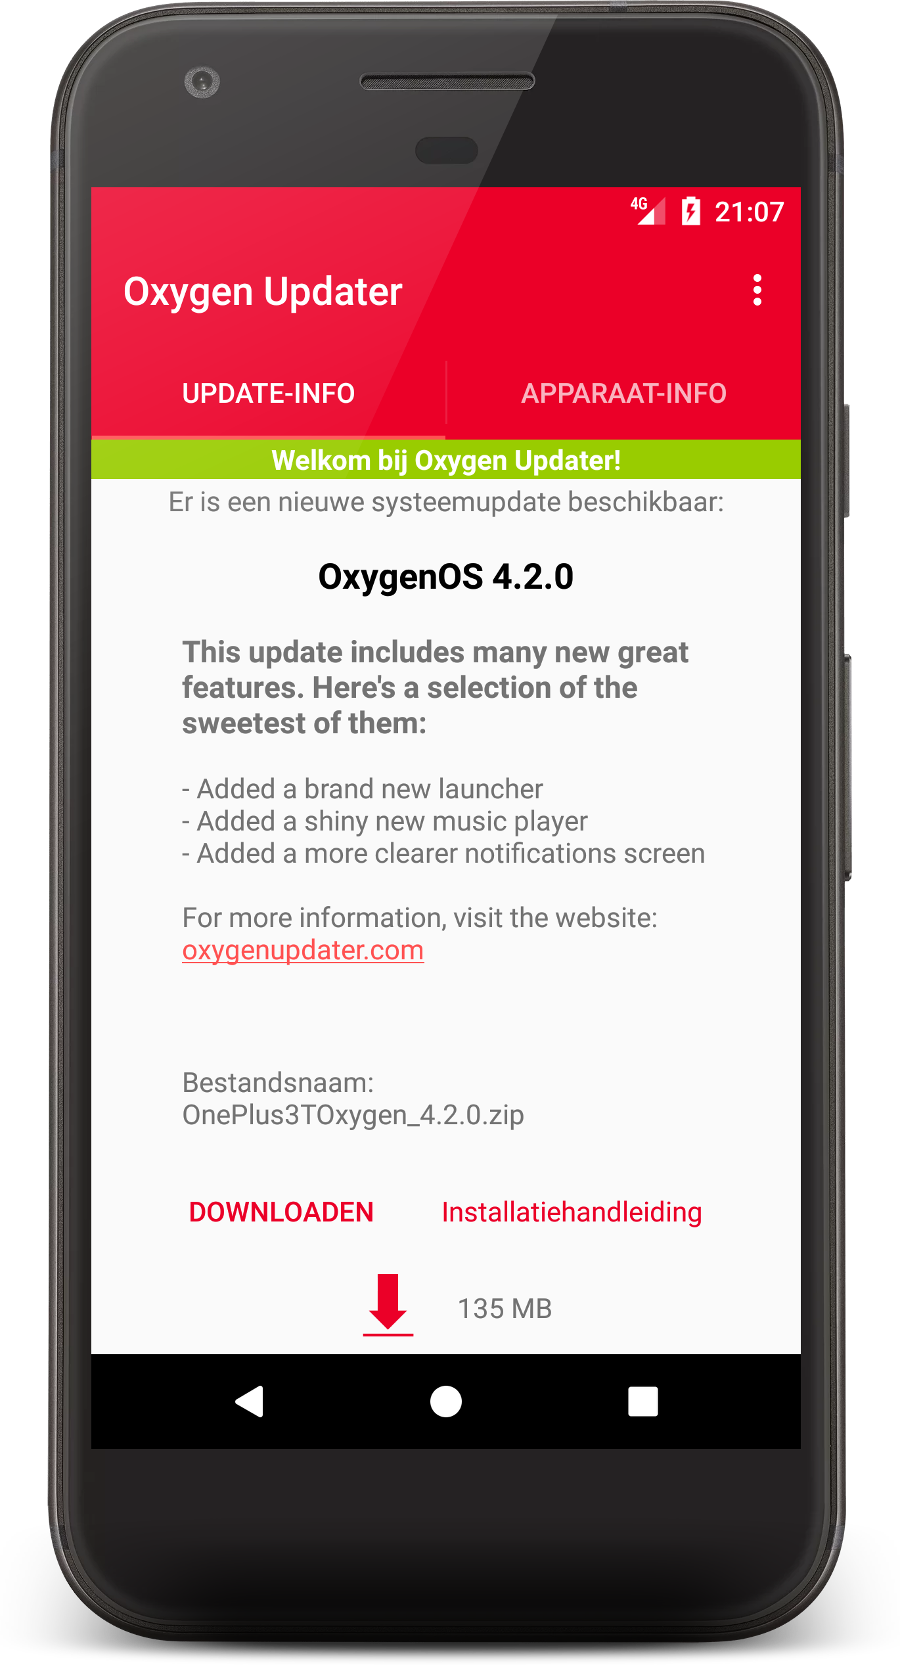 4G 21:07
Oxygen Updater
UPDATE-INFO APPARAAT-INFO
Welkom bij Oxygen Updater!
Er is een nieuwe systeemupdate beschikbaar:
OxygenOS 4.2.0
This update includes many new great
features. Here's a selection of the
sweetest of them:
- Added a brand new launcher
- Added a shiny new music player
- Added a more clearer notifications screen
For more information, visit the website:
oxygenupdater.com
Bestandsnaam:
OnePlus3TOxygen_4.2.0.zip
DOWNLOADEN Installatiehandleiding
135 MB